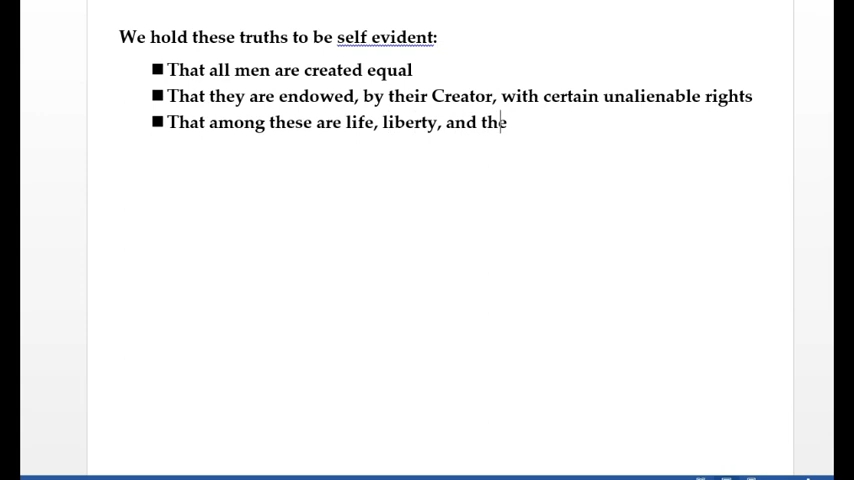 We hold these truths to be self evident:
■ That all men are created equal
■ That they are endowed, by their Creator, with certain unalienable rights
■ That among these are life, liberty, and the